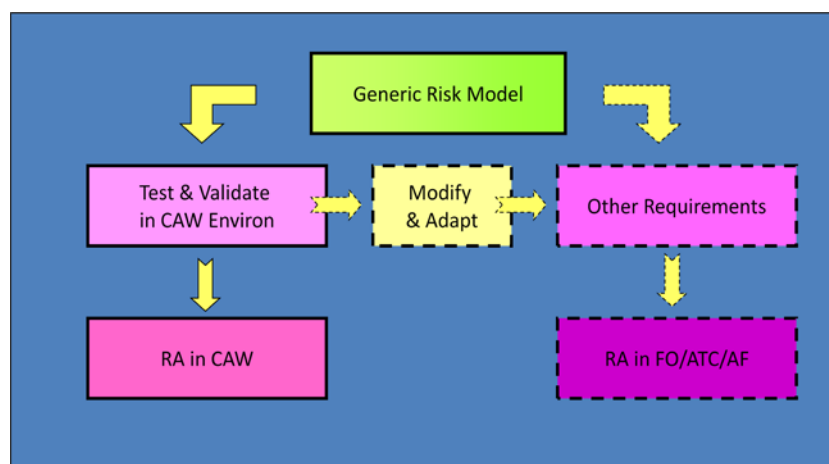 Generic Risk Model
Test & Validate
in CAW Environ
Modify
& Adapt
Other Requirements
RA in CAW
RA in FO/ATC/AF